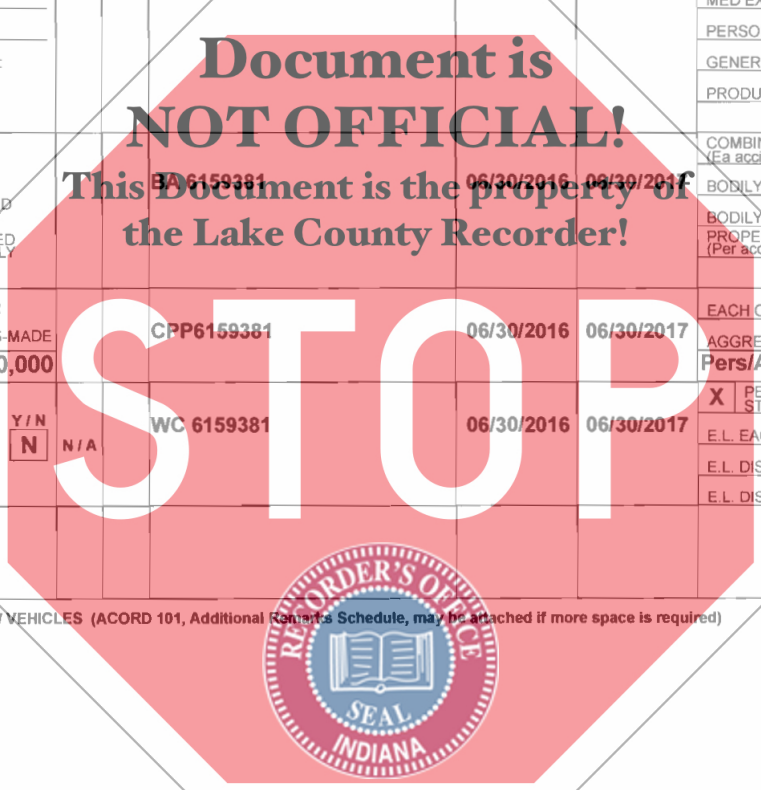 MED EX
PERSO
GENER
PRODU
Document is
NOT OFFICIAL!
COMBIN
(Ea acci
This Document is the property of
BA 6159381 06/30/2016 06/30/2017
BODILY
the Lake County Recorder!
BODILY
PROPE
(Per acc
EACH O
S-MADE CPP6159381 06/30/2016 06/30/2017
AGGRE
0,000 Pers/A
STOP
X PE
ST
Y / N WC 6159381 06/30/2016 06/30/2017
N N / A
E.L. EA
E.L. DIS
E.L. DIS
VEHICLES (ACORD 101, Additional Remarks Schedule, may be attached if more space is required)
RECORDER'S OFFICE
SEAL
INDIANA